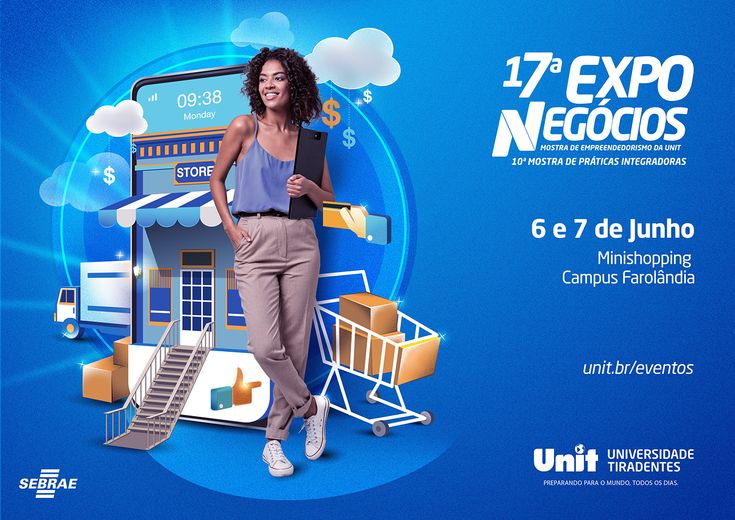 09:38
Monday
STORE
17ª EXPO
NEGÓCIOS
MOSTRA DE EMPREENDEDORISMO DA UNIT
10ª MOSTRA DE PRÁTICAS INTEGRADORAS
6 e 7 de Junho
Minishopping
Campus Farolândia
unit.br/eventos
Unit UNIVERSIDADE
TIRADENTES
PREPARANDO PARA O MUNDO, TODOS OS DIAS.
SEBRAE
$
$
$